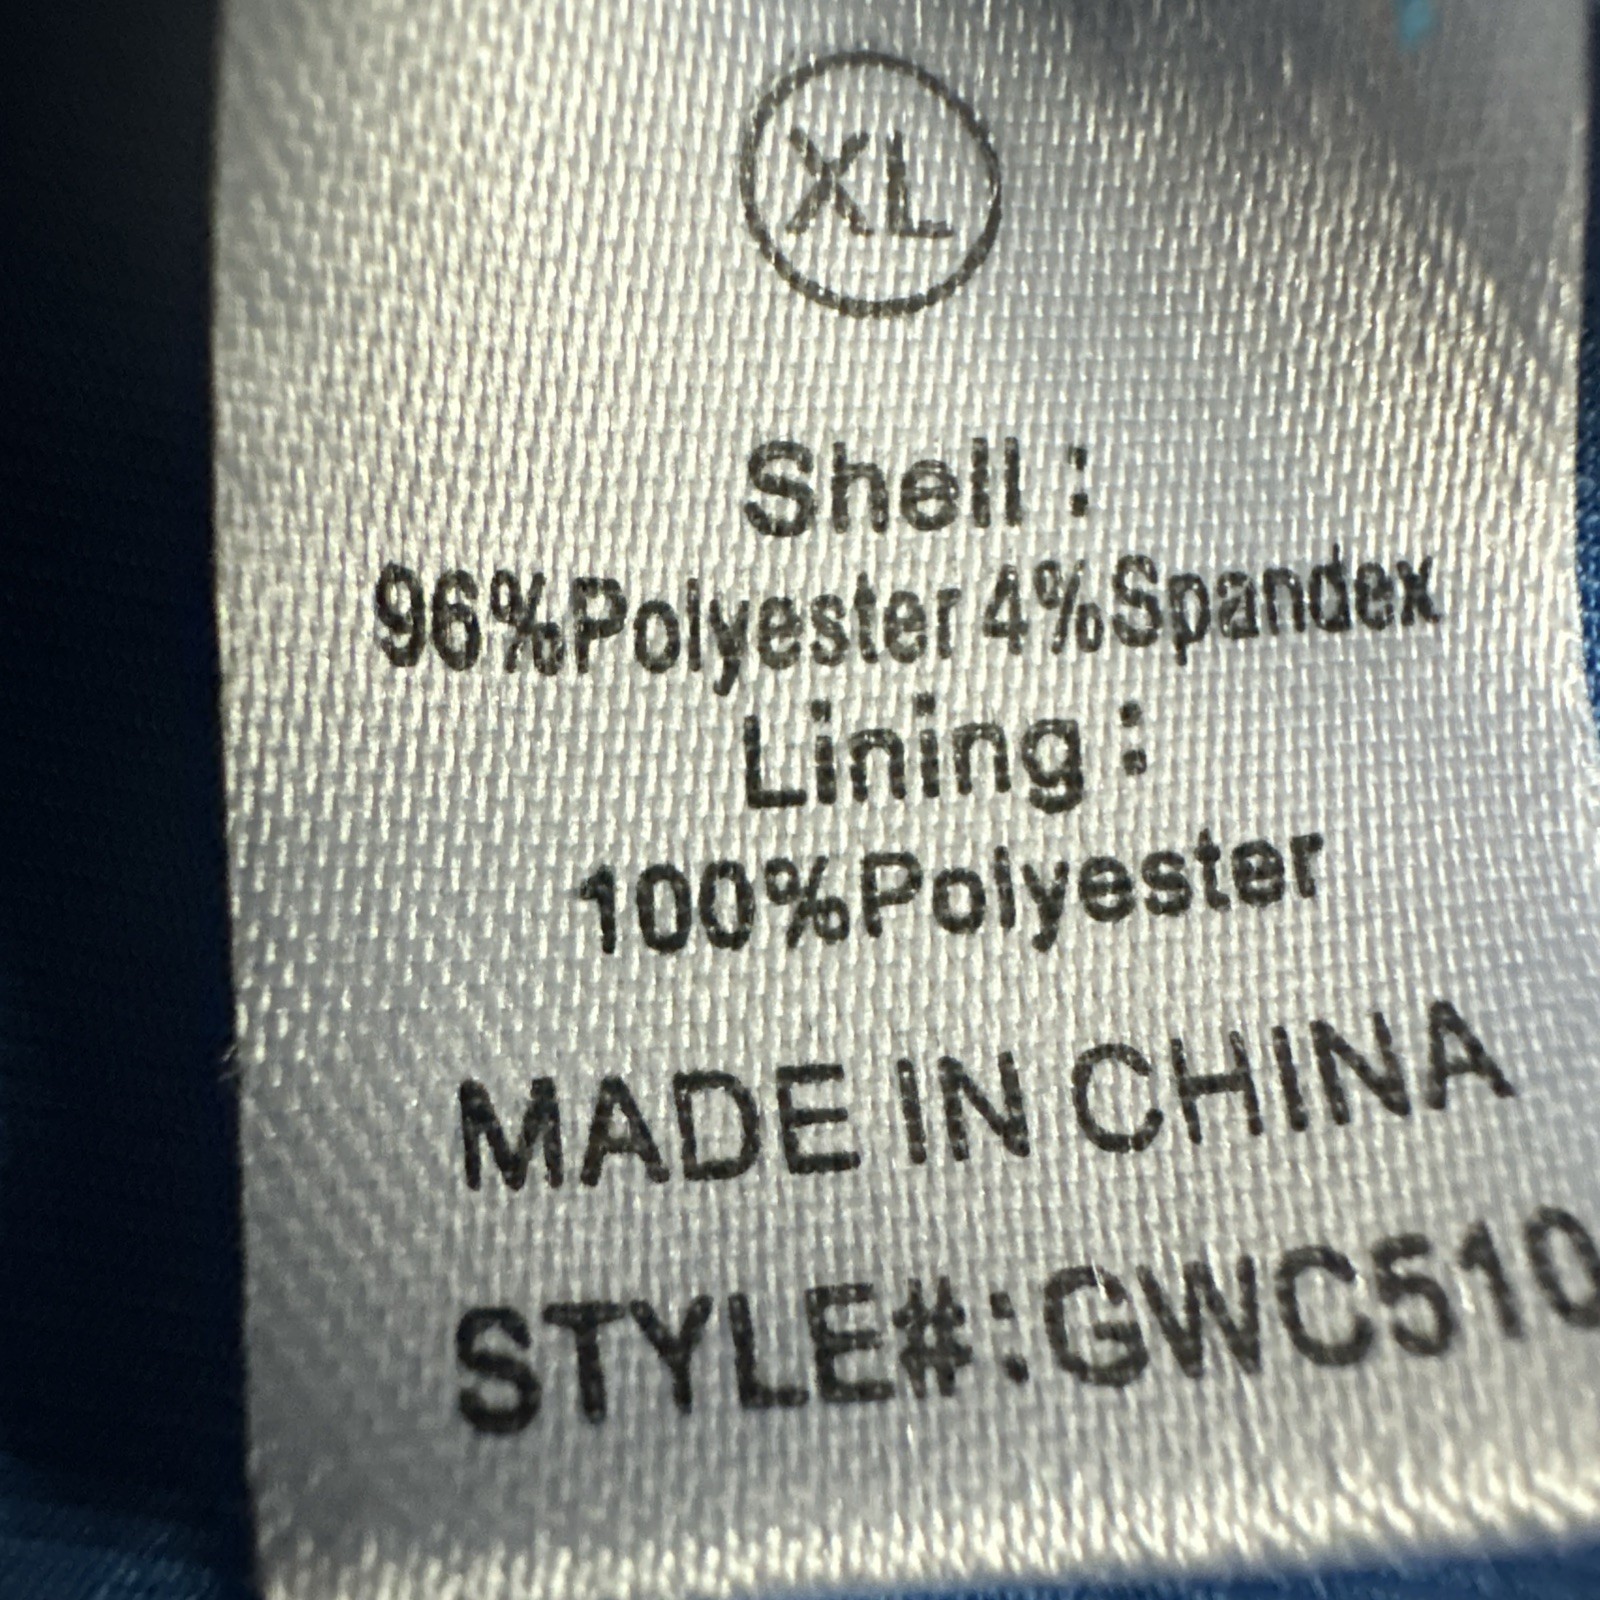 XL
Shell :
96%Polyester 4%Spandex
Lining :
100%Polyester
MADE IN CHINA
STYLE#:GWC510